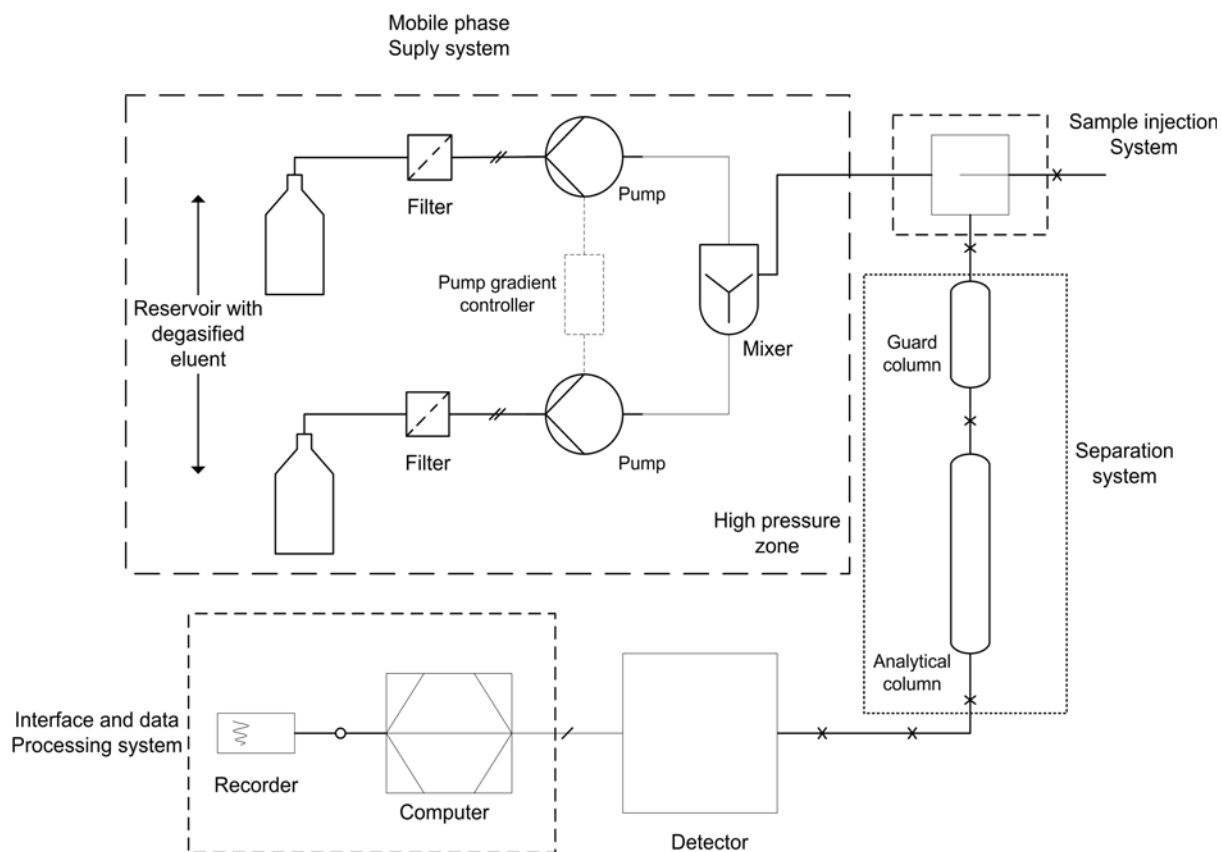 Mobile phase
Suply system
Sample injection
System
Filter
Pump
Pump gradient
controller
Reservoir with
degasified
eluent
Mixer
Guard
column
Filter
Pump
Separation
system
High pressure
zone
Analytical
column
Interface and data
Processing system
Recorder
Computer
Detector